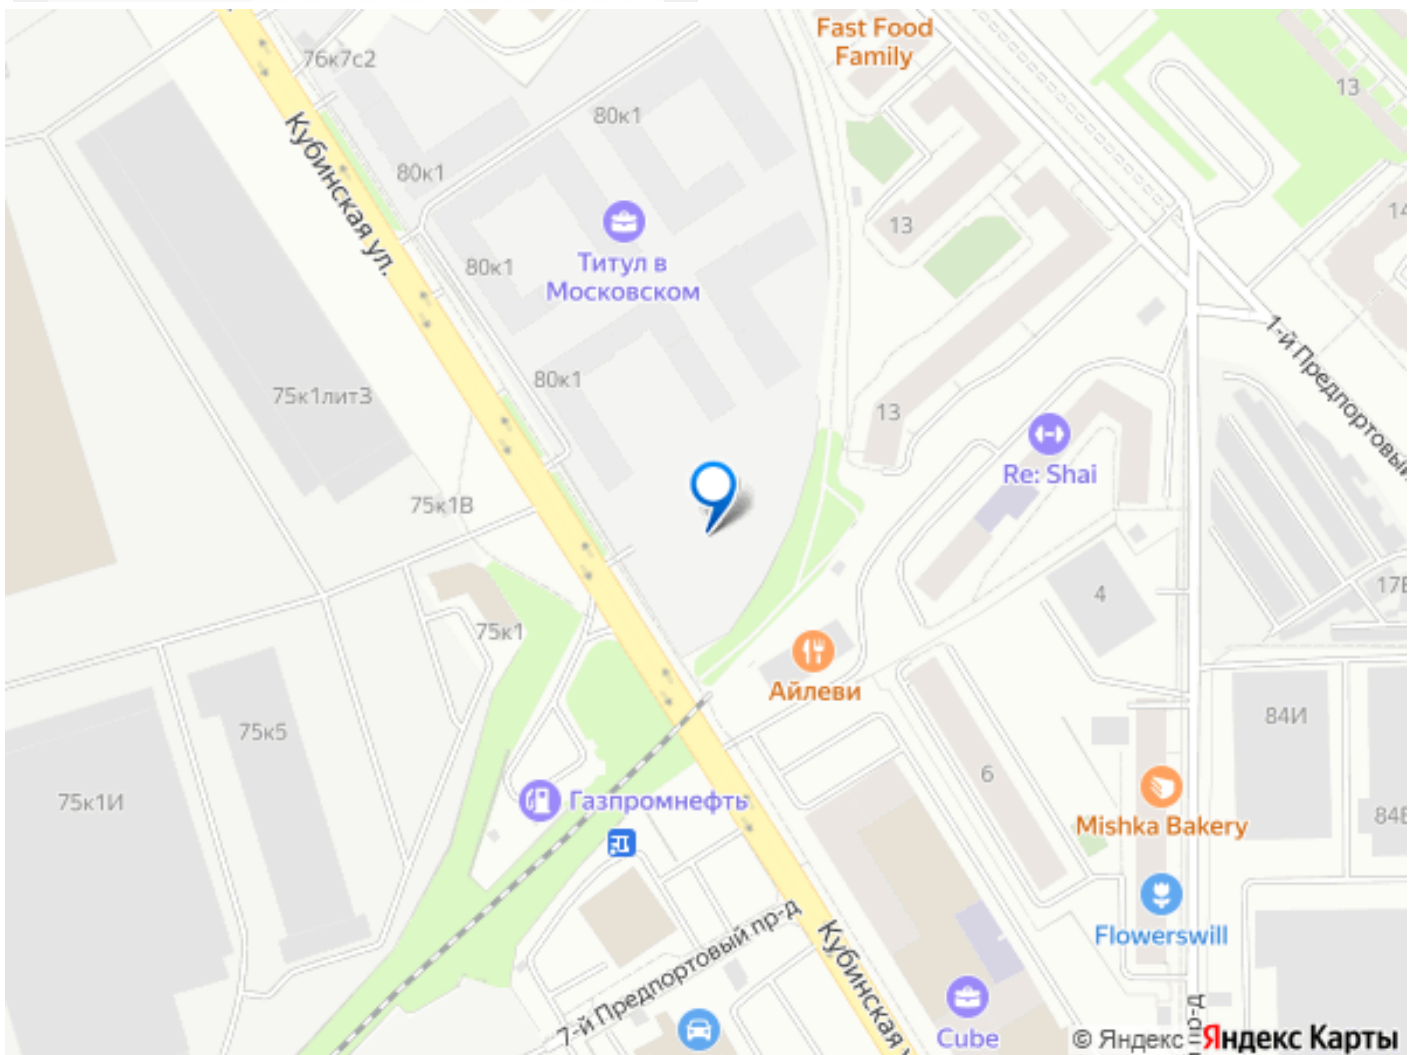 Fast Food
Family
76к7с2
13
80к1
Кубинская ул.
80к1
14
13
Титул в
Московском
80к1
1-й Предпортовый
80к1
75к1лит3
13
Re: Shai
75к1В
4
75к1
Айлеви
84И
75к5
6
75к1И
Газпромнефть
Mishka Bakery
7-й Предпортовый пр-д
Кубинская
Flowerswill
Cube
пр-д
© Яндекс
Яндекс Карты